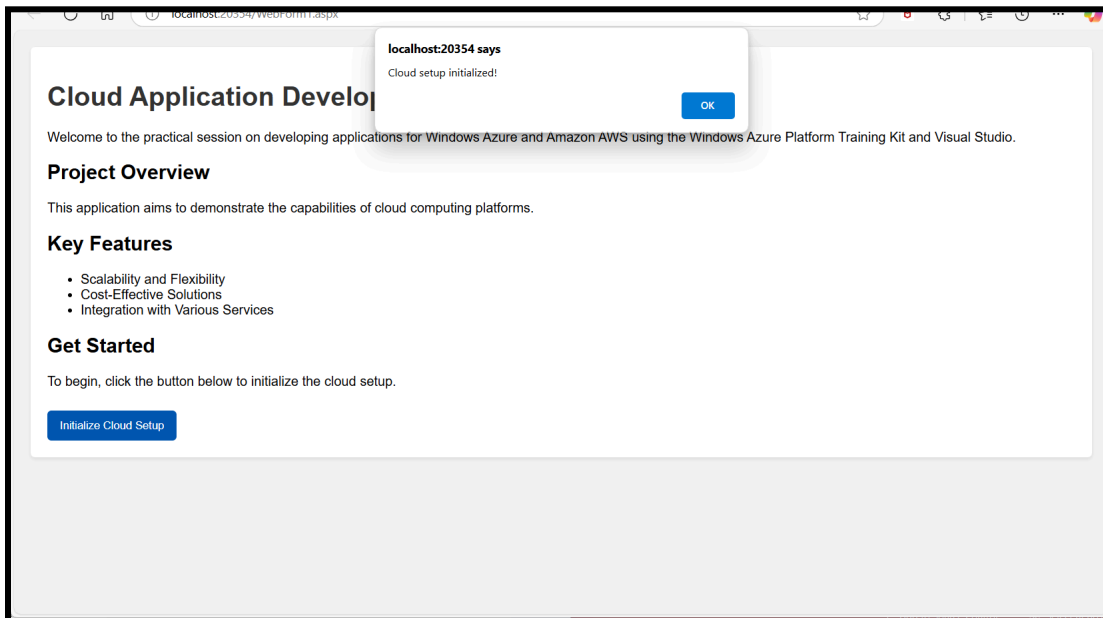 localhost:20354/WebForm1.aspx
localhost:20354 says
Cloud setup initialized!
OK
Cloud Application Develop
Welcome to the practical session on developing applications for Windows Azure and Amazon AWS using the Windows Azure Platform Training Kit and Visual Studio.
Project Overview
This application aims to demonstrate the capabilities of cloud computing platforms.
Key Features
• Scalability and Flexibility
• Cost-Effective Solutions
• Integration with Various Services
Get Started
To begin, click the button below to initialize the cloud setup.
Initialize Cloud Setup